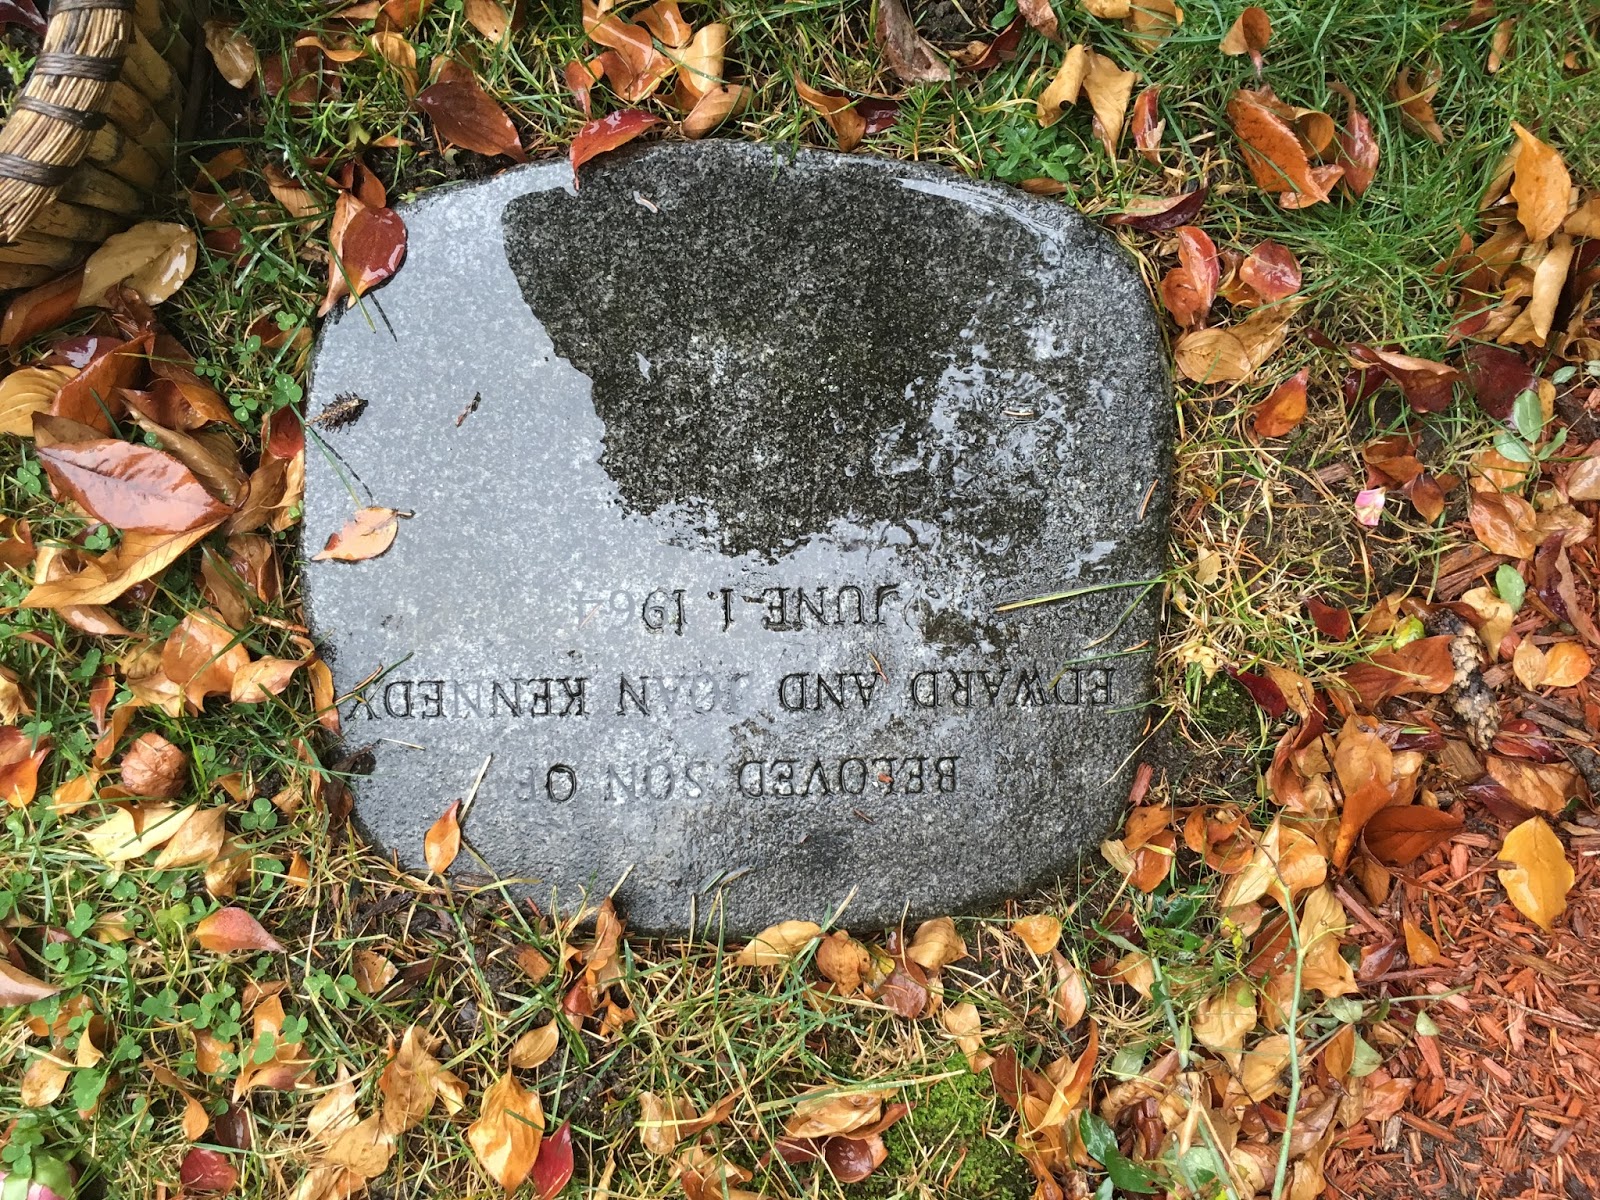 BELOVED SON OF
EDWARD AND JOAN KENNEDY
JUNE 1, 1964